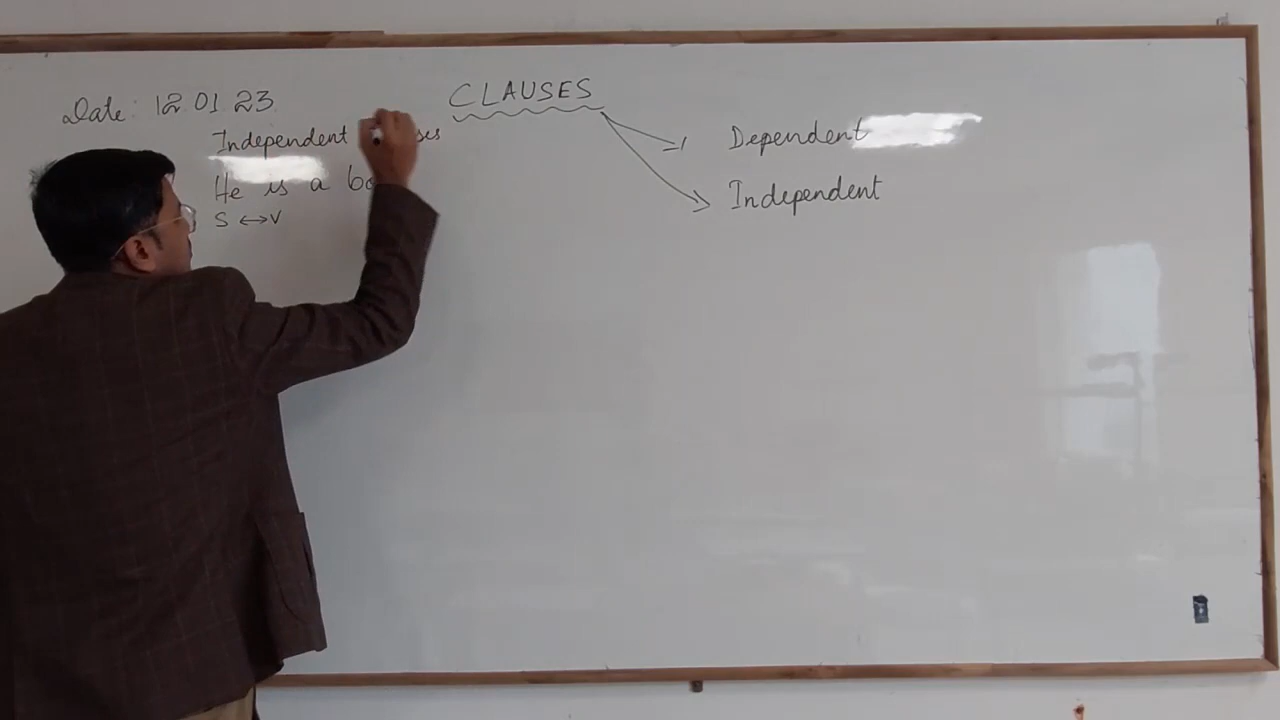 Date: 12 01 23
CLAUSES
Dependent
Independent
Independent
He is a
S ↔ V